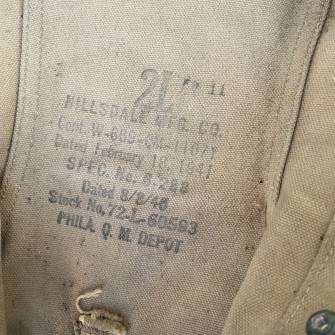 2L
HILLSDALE MFG. CO.
Cont. W-669-QM-11071
Dated February 18, 1941
SPEC. No. 6-248
Dated 8/8/40
Stock No. 72-L-60593
PHILA. Q. M. DEPOT